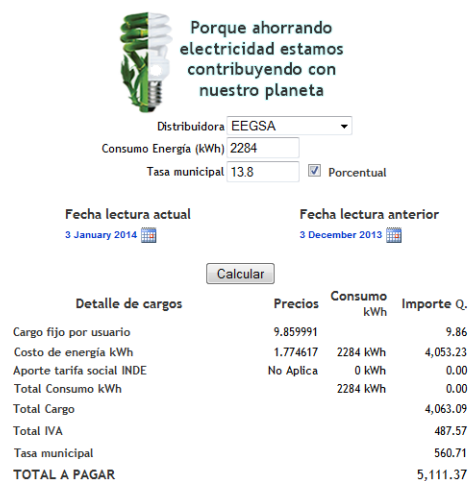 Porque ahorrando
electricidad estamos
contribuyendo con
nuestro planeta
Distribuidora EEGSA
Consumo Energía (kWh) 2284
Tasa municipal 13.8 Porcentual
Fecha lectura actual Fecha lectura anterior
3 January 2014 3 December 2013
Calcular
Detalle de cargos Precios Consumo kWh Importe Q.
Cargo fijo por usuario 9.859991 9.86
Costo de energía kWh 1.774617 2284 kWh 4,053.23
Aporte tarifa social INDE No Aplica 0 kWh 0.00
Total Consumo kWh 2284 kWh 0.00
Total Cargo 4,063.09
Total IVA 487.57
Tasa municipal 560.71
TOTAL A PAGAR 5,111.37